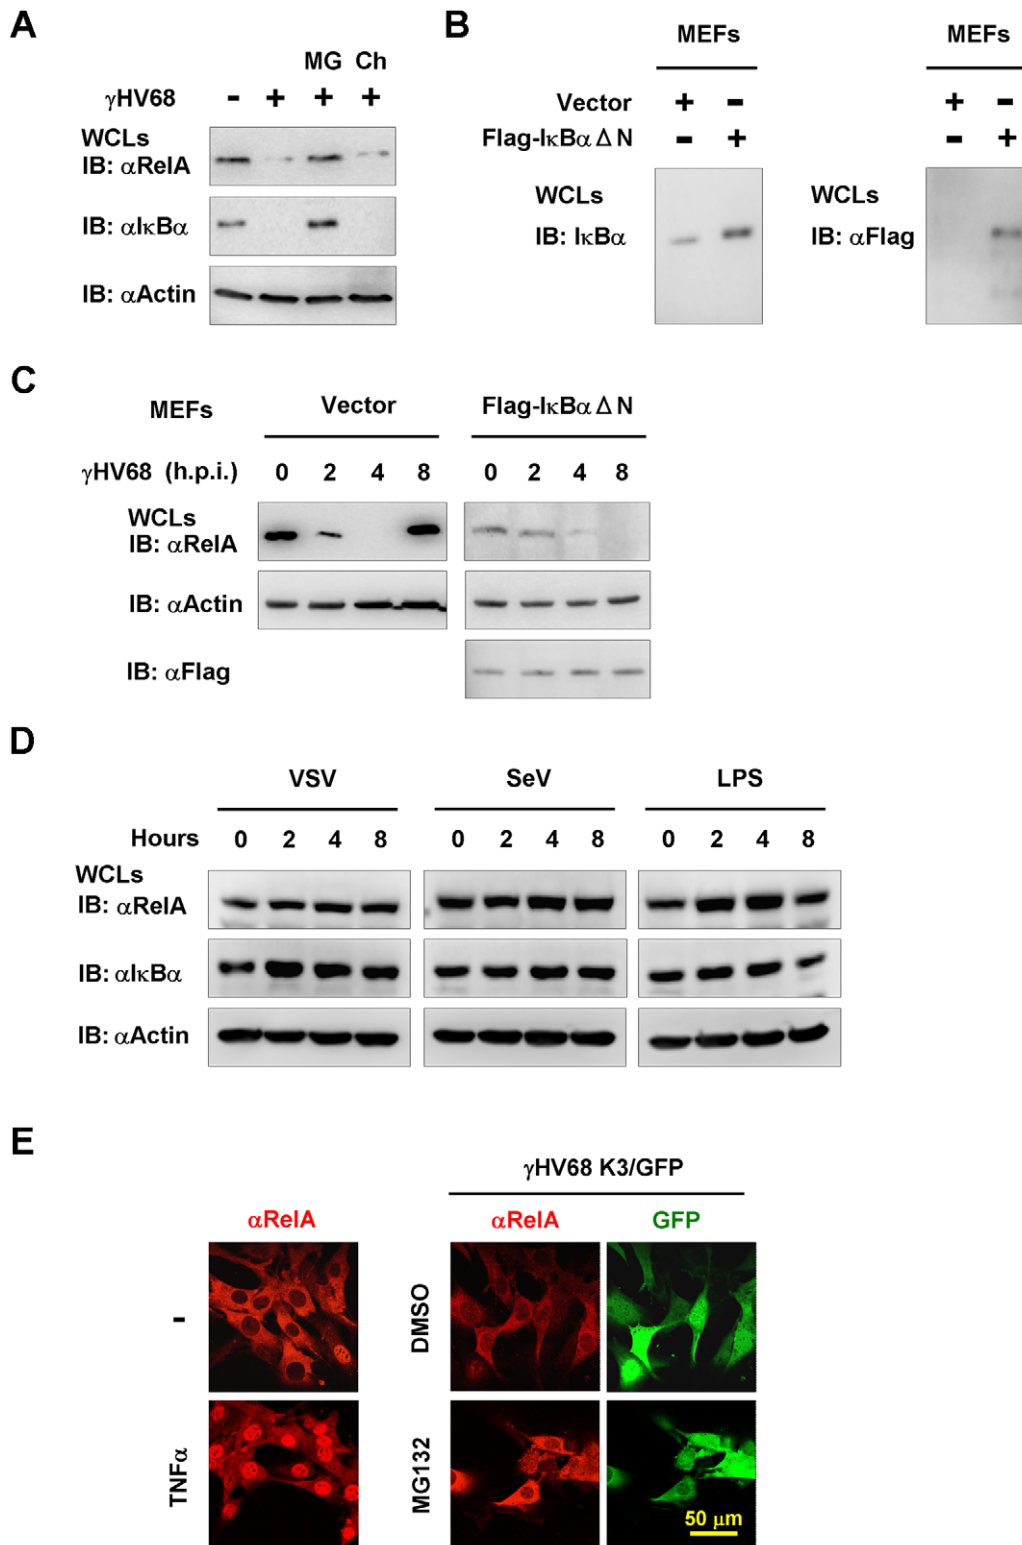 A
MG Ch
γHV68 - + + +
WCLs
IB: αRelA
IB: αIκBα
IB: αActin
B
MEFs MEFs
Vector + - + -
Flag-IκBα Δ N - + - +
WCLs WCLs
IB: IκBα IB: αFlag
C
MEFs Vector Flag-IκBα Δ N
γHV68 (h.p.i.) 0 2 4 8 0 2 4 8
WCLs
IB: αRelA
IB: αActin
IB: αFlag
D
VSV SeV LPS
Hours 0 2 4 8 0 2 4 8 0 2 4 8
WCLs
IB: αRelA
IB: αIκBα
IB: αActin
E
γHV68 K3/GFP
αRelA αRelA GFP
- DMSO
TNFα MG132
50 μm